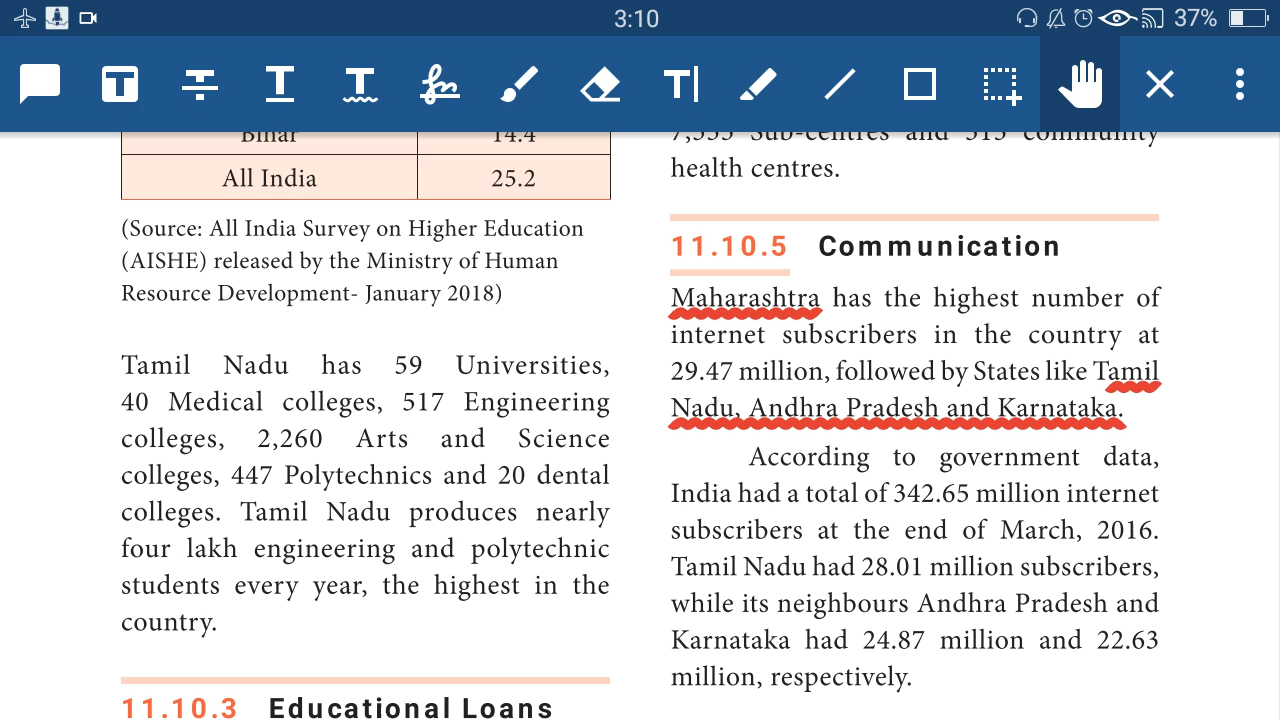 3:10
37%
Bihar 14.4
All India 25.2
(Source: All India Survey on Higher Education
(AISHE) released by the Ministry of Human
Resource Development- January 2018)
Tamil Nadu has 59 Universities,
40 Medical colleges, 517 Engineering
colleges, 2,260 Arts and Science
colleges, 447 Polytechnics and 20 dental
colleges. Tamil Nadu produces nearly
four lakh engineering and polytechnic
students every year, the highest in the
country.
11.10.3 Educational Loans
7,555 Sub-centres and 313 community
health centres.
11.10.5 Communication
Maharashtra has the highest number of
internet subscribers in the country at
29.47 million, followed by States like Tamil
Nadu, Andhra Pradesh and Karnataka.
According to government data,
India had a total of 342.65 million internet
subscribers at the end of March, 2016.
Tamil Nadu had 28.01 million subscribers,
while its neighbours Andhra Pradesh and
Karnataka had 24.87 million and 22.63
million, respectively.